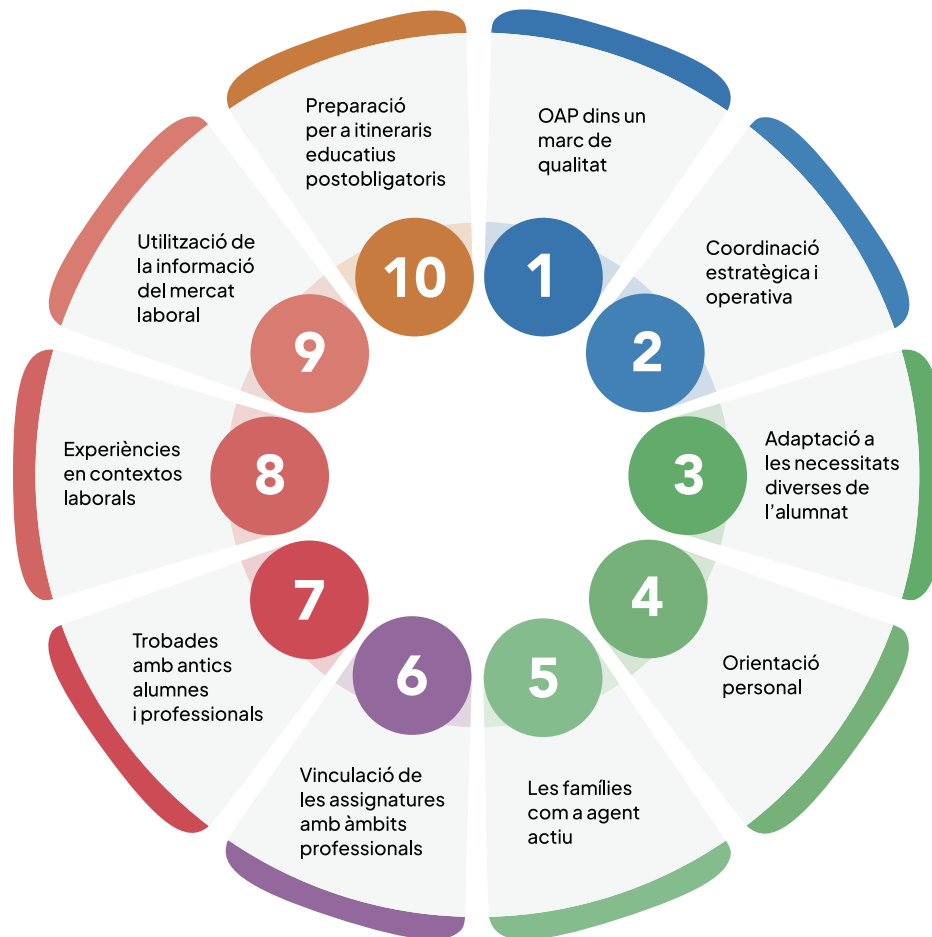 1
OAP dins un
marc de
qualitat
2
Coordinació
estratègica i
operativa
3
Adaptació a
les necessitats
diverses de
l’alumnat
4
Orientació
personal
5
Les famílies
com a agent
actiu
6
Vinculació de
les assignatures
amb àmbits
professionals
7
Trobades
amb antics
alumnes
i professionals
8
Experiències
en contextos
laborals
9
Utilització de
la informació
del mercat
laboral
10
Preparació
per a itineraris
educatius
postobligatoris